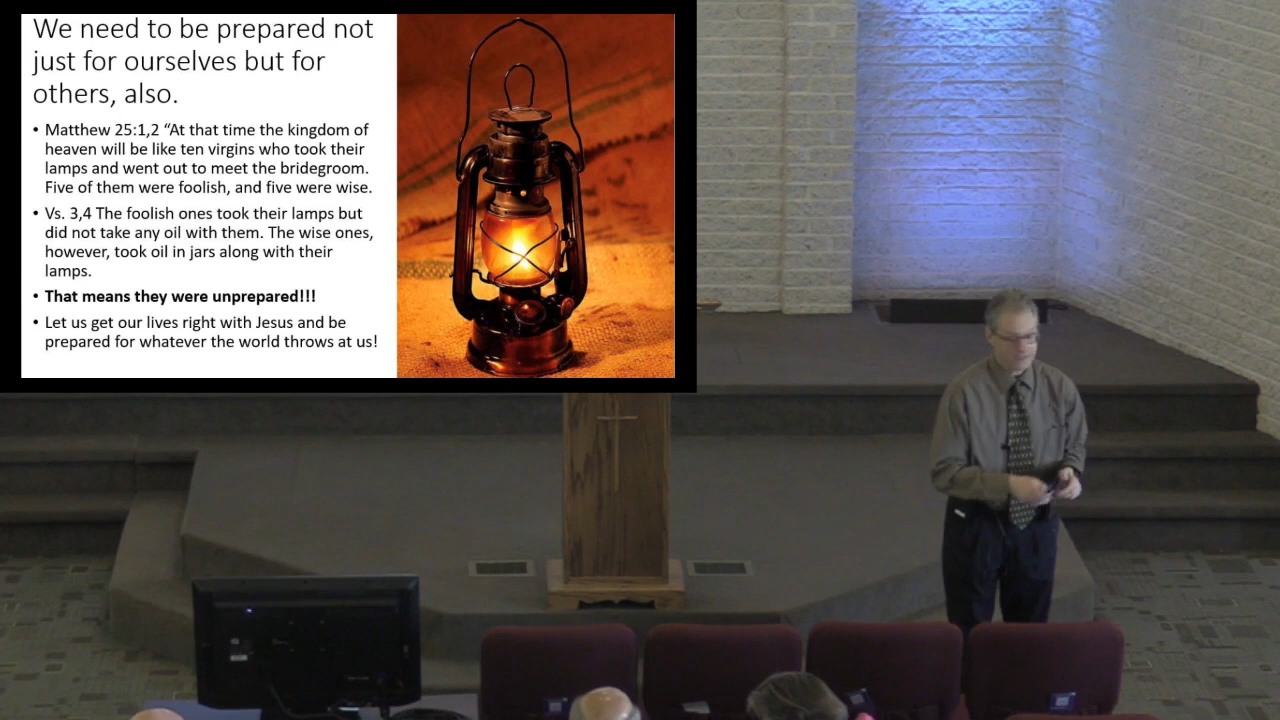 We need to be prepared not
just for ourselves but for
others, also.
• Matthew 25:1,2 “At that time the kingdom of
heaven will be like ten virgins who took their
lamps and went out to meet the bridegroom.
Five of them were foolish, and five were wise.
• Vs. 3,4 The foolish ones took their lamps but
did not take any oil with them. The wise ones,
however, took oil in jars along with their
lamps.
• That means they were unprepared!!!
• Let us get our lives right with Jesus and be
prepared for whatever the world throws at us!